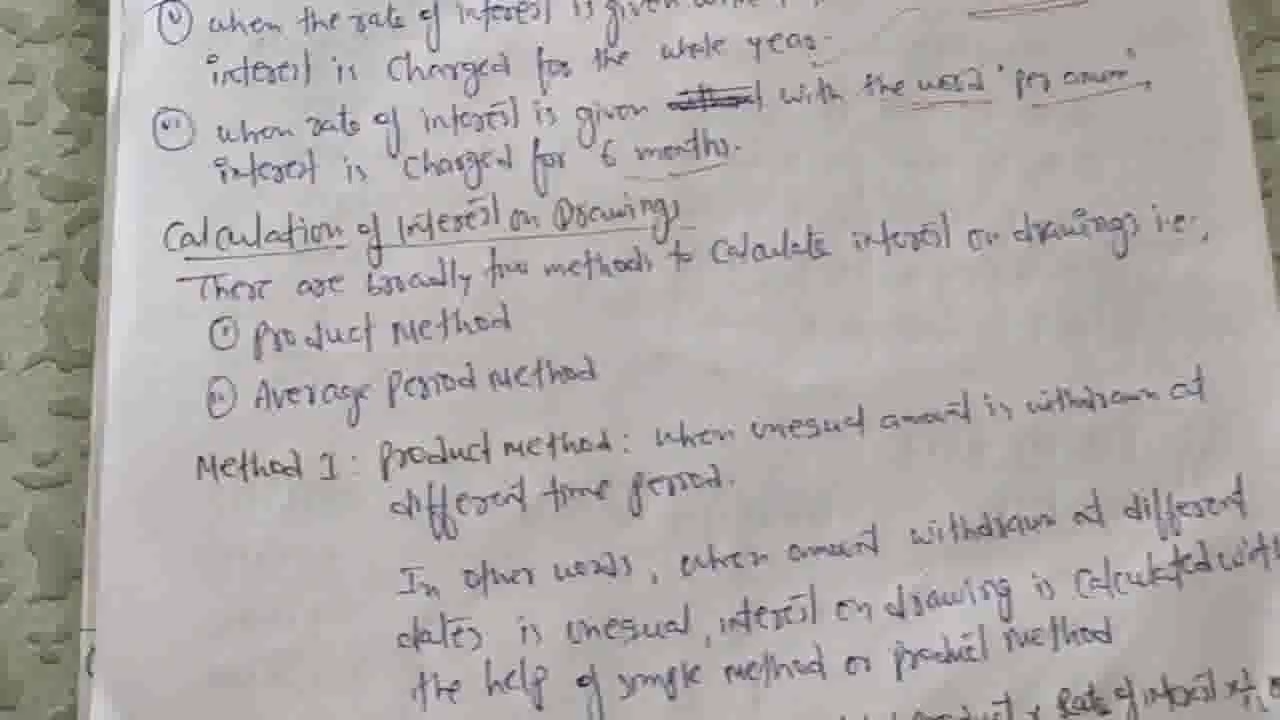 (i) when the rate of interest is given
interest is charged for the whole year.
(ii) when rate of interest is given with the word "per annum",
interest is charged for 6 months.
Calculation of Interest on Drawings
There are broadly two methods to calculate interest on drawings i.e.,
(i) Product Method
(ii) Average Period Method
Method I: Product method: when unequal amount is withdrawn at
different time period.
In other words, when amount withdrawn at different
dates is unequal, interest on drawing is calculated with
the help of simple method or product method
Product x Rate of interest x